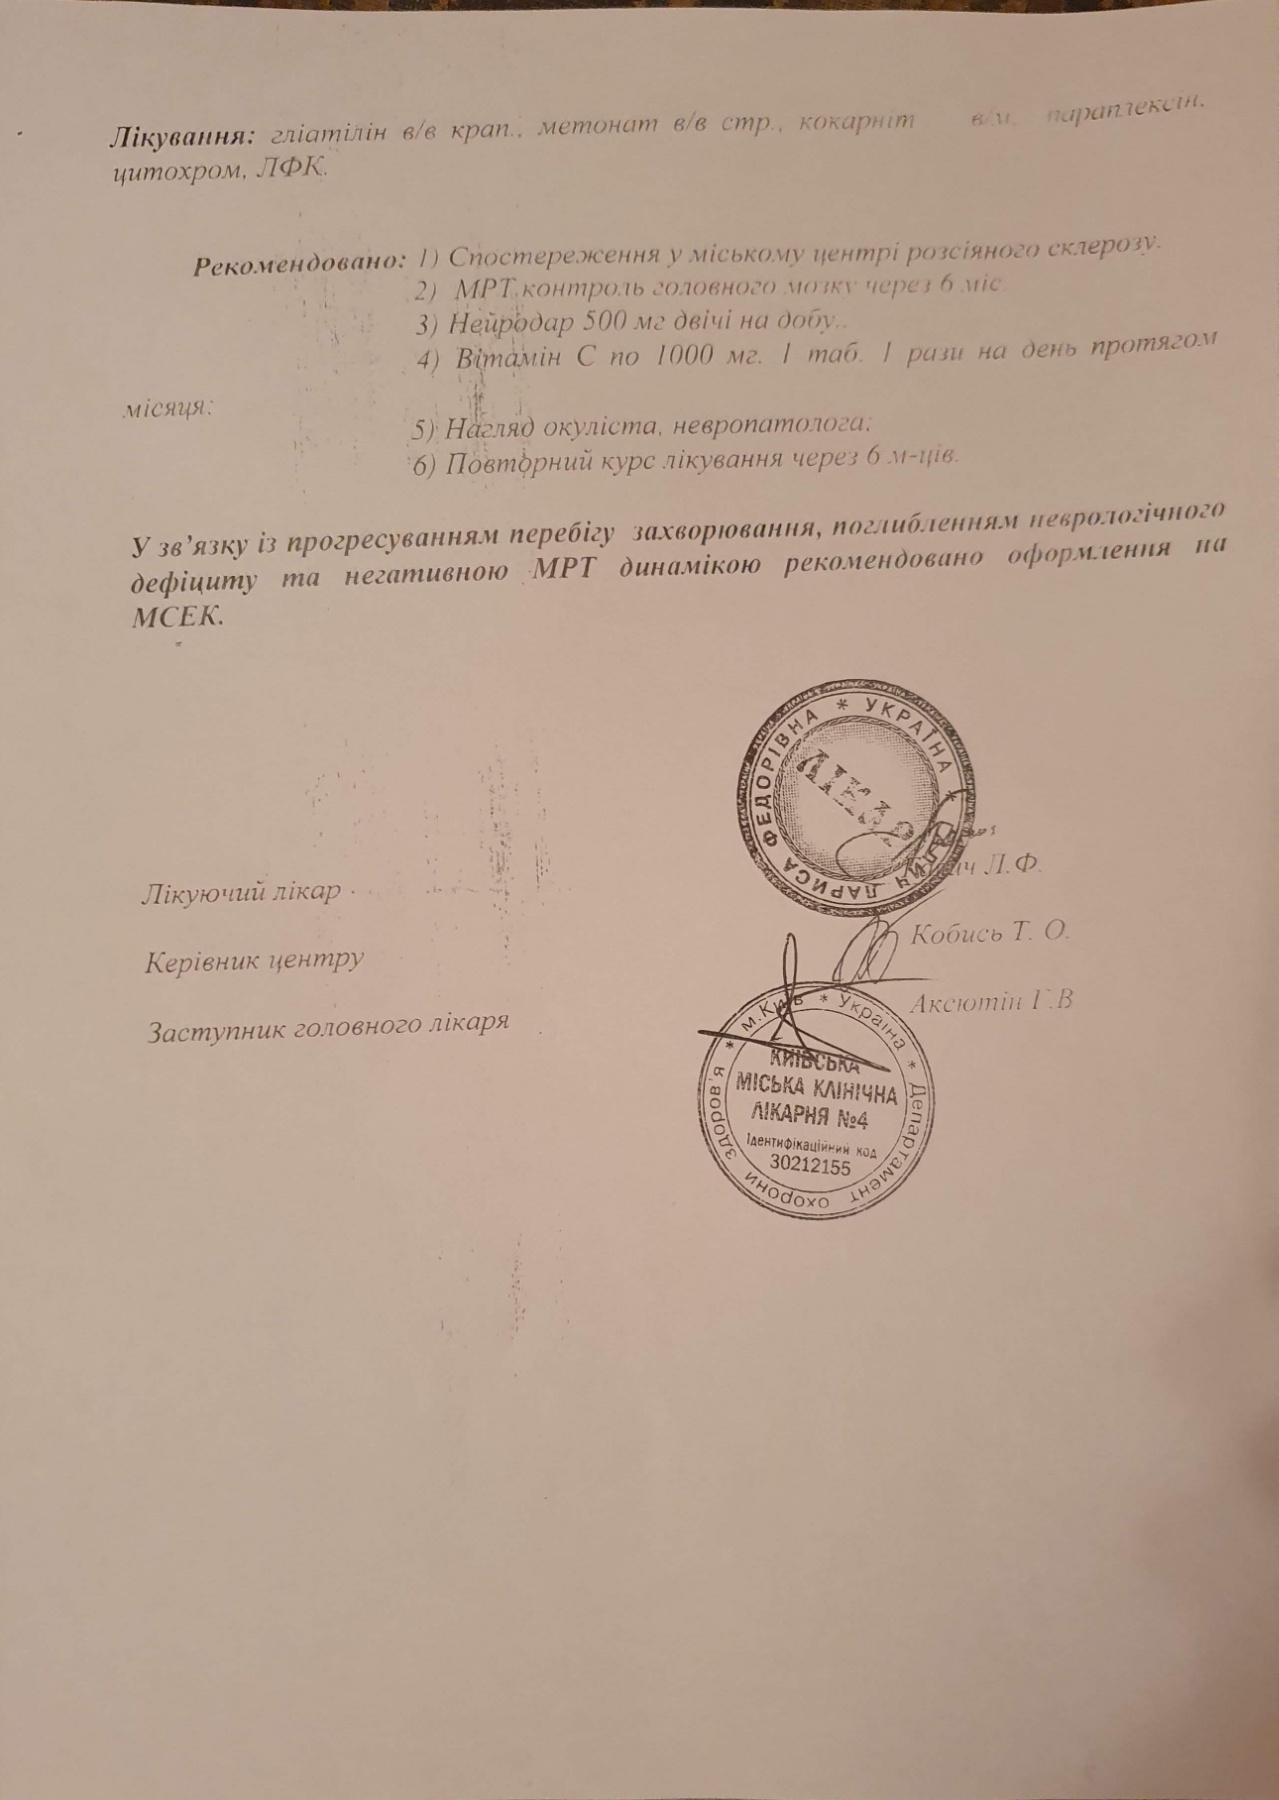 Лікування: гліатілін в/в крап., метонат в/в стр., кокарніт в/м, параплексін,
цитохром, ЛФК.
Рекомендовано: 1) Спостереження у міському центрі розсіяного склерозу.
2) МРТ контроль головного мозку через 6 міс.
3) Нейродар 500 мг двічі на добу..
4) Вітамін С по 1000 мг. 1 таб. 1 рази на день протягом
місяця;
5) Нагляд окуліста, невропатолога;
6) Повторний курс лікування через 6 м-ців.
У зв’язку із прогресуванням перебігу захворювання, поглибленням неврологічного
дефіциту та негативною МРТ динамікою рекомендовано оформлення на
МСЕК.
* УКРАЇНА *
ЛАРИСА ФЕДОРІВНА
ЛІКАР
Лікуючий лікар Л.Ф.
Керівник центру Кобись Т. О.
Заступник головного лікаря Аксютін Г.В
* м.Київ * Україна * Департамент охорони здоров'я
КИЇВСЬКА
МІСЬКА КЛІНІЧНА
ЛІКАРНЯ №4
Ідентифікаційний код
30212155